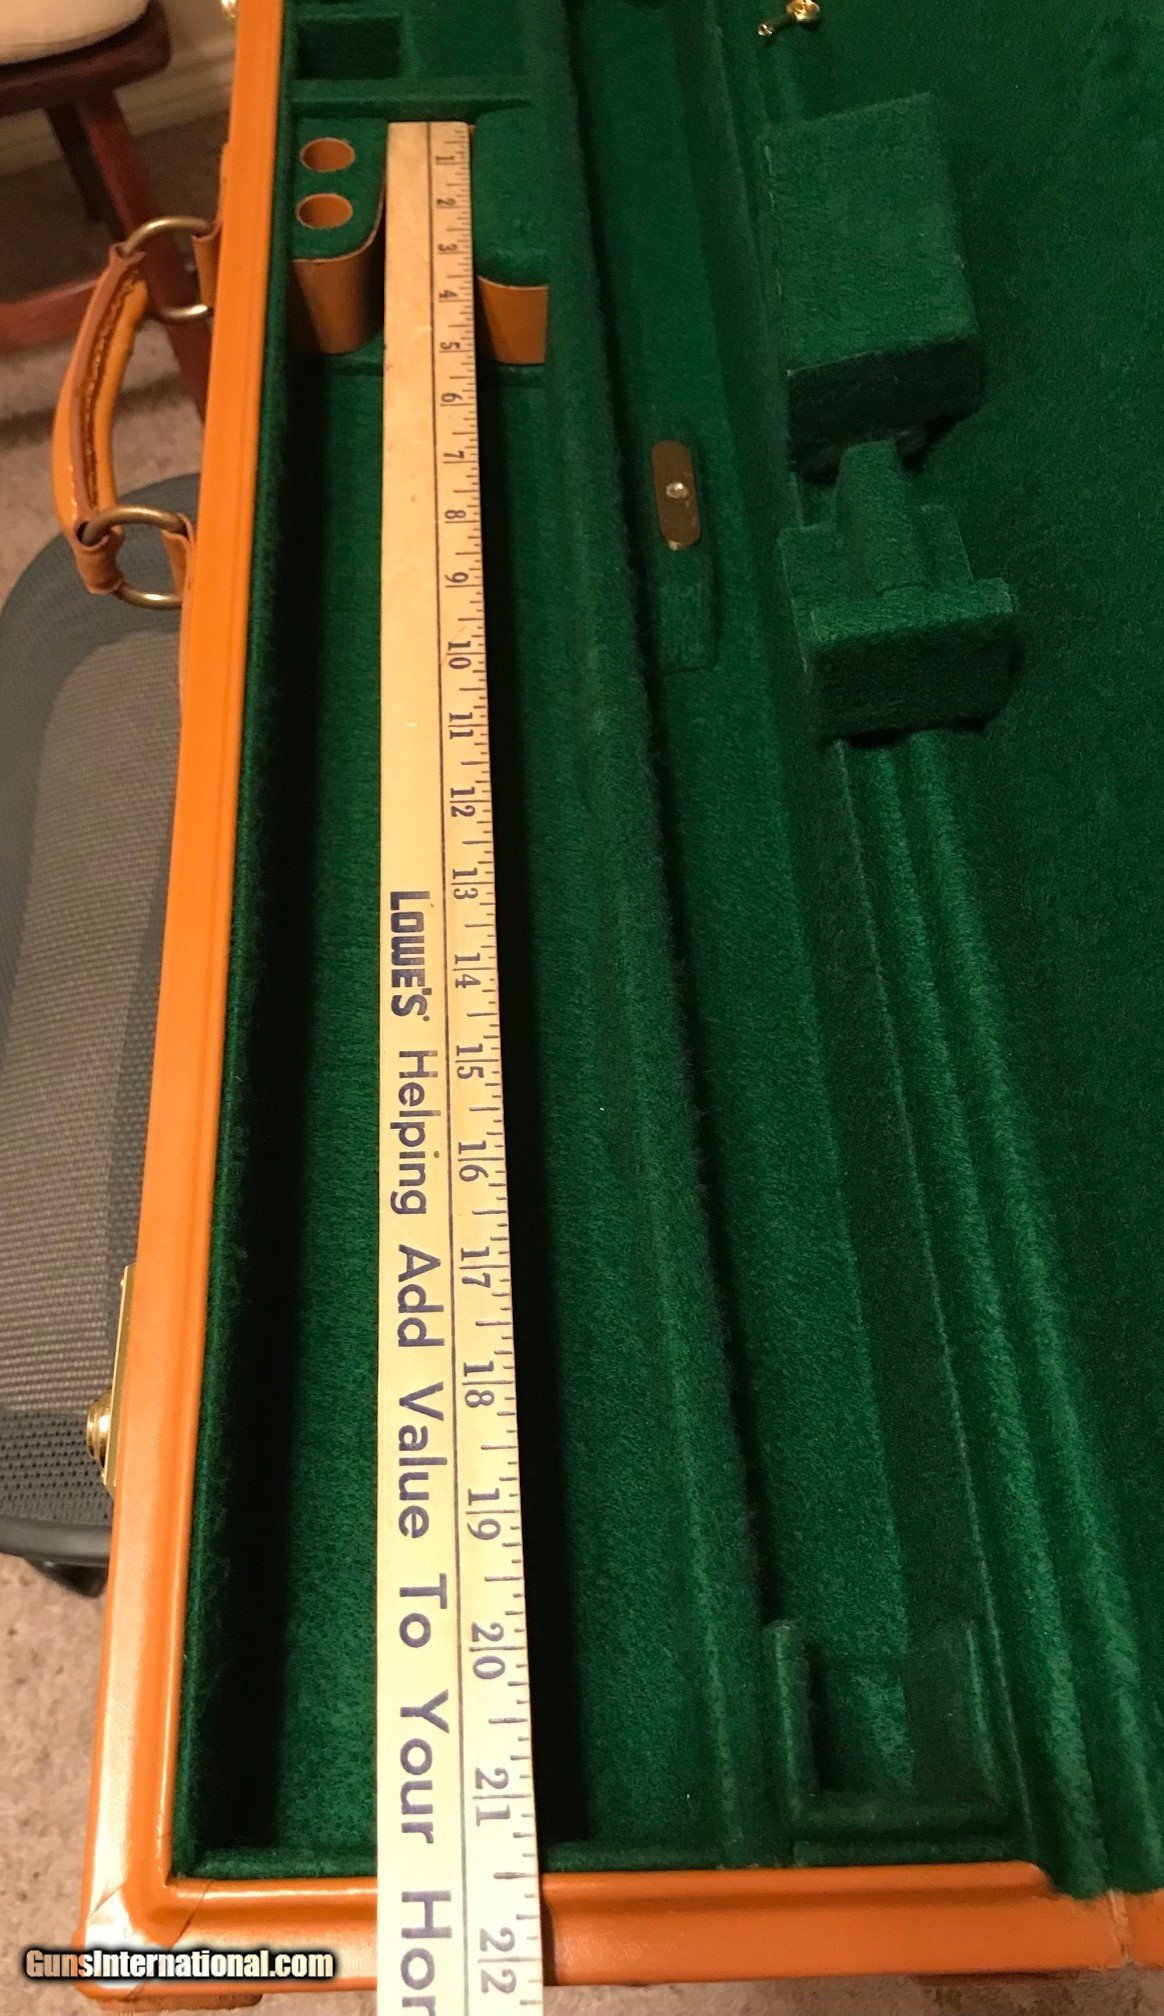 1 2 3 4 5 6 7 8 9 10 11 12 13 14 15 16 17 18 19 20 21 22
LOWE'S Helping Add Value To Your Hor
GunsInternational.com